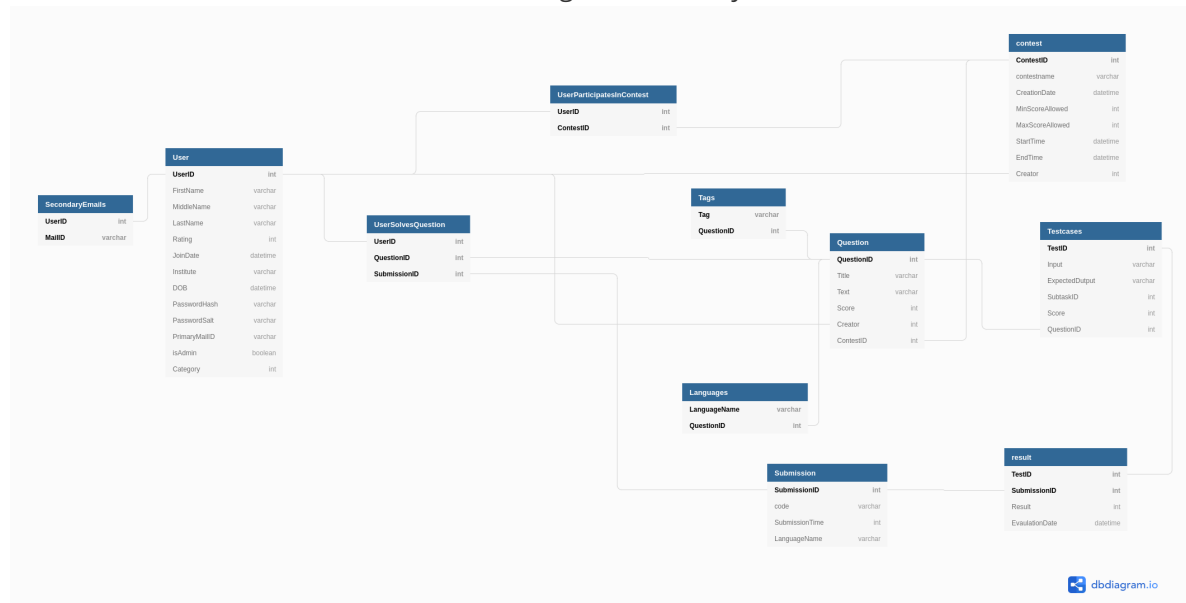 contest
ContestID int
contestname varchar
CreationDate datetime
MinScoreAllowed int
MaxScoreAllowed int
StartTime datetime
EndTime datetime
Creator int
UserParticipatesInContest
UserID int
ContestID int
User
UserID int
FirstName varchar
MiddleName varchar
LastName varchar
Rating int
JoinDate datetime
Institute varchar
DOB datetime
PasswordHash varchar
PasswordSalt varchar
PrimaryMailID varchar
isAdmin boolean
Category int
SecondaryEmails
UserID int
MailID varchar
UserSolvesQuestion
UserID int
QuestionID int
SubmissionID int
Tags
Tag varchar
QuestionID int
Question
QuestionID int
Title varchar
Text varchar
Score int
Creator int
ContestID int
Testcases
TestID int
Input varchar
ExpectedOutput varchar
SubtaskID int
Score int
QuestionID int
Languages
LanguageName varchar
QuestionID int
Submission
SubmissionID int
code varchar
SubmissionTime int
LanguageName varchar
result
TestID int
SubmissionID int
Result int
EvaulationDate datetime
dbdiagram.io